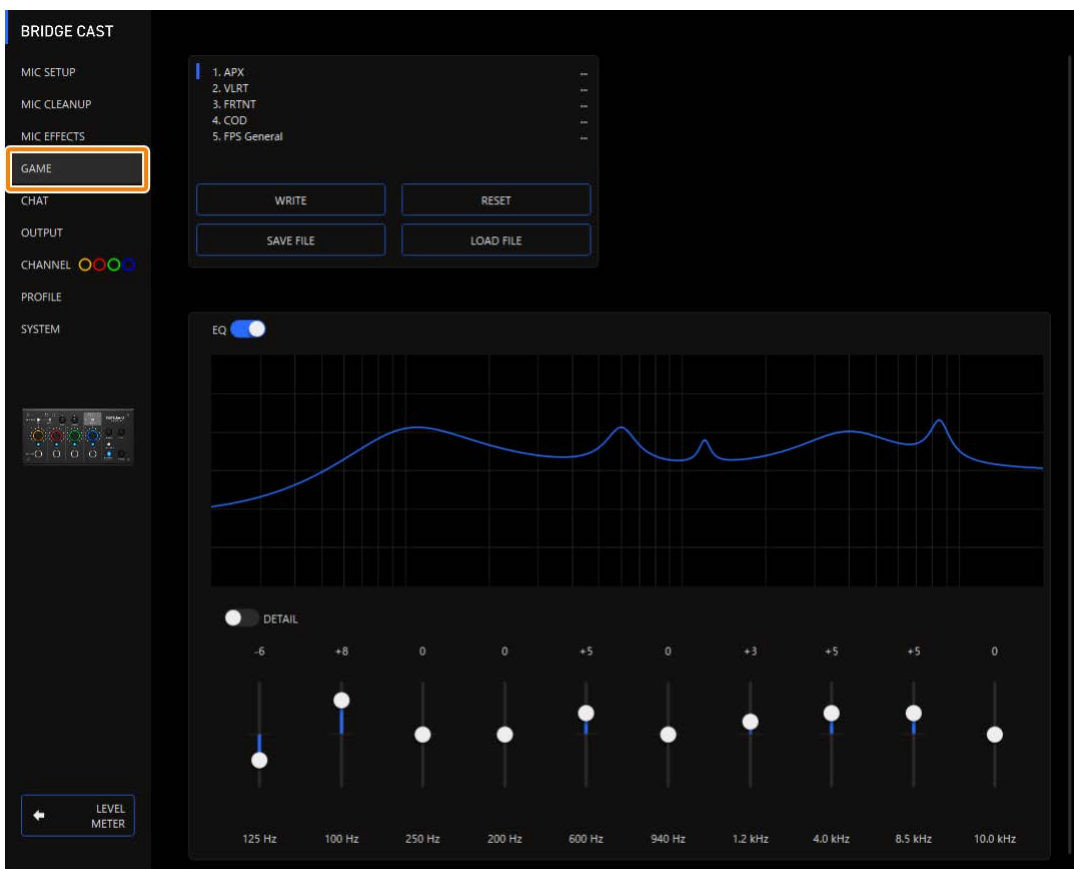 BRIDGE CAST
MIC SETUP
MIC CLEANUP
MIC EFFECTS
GAME
CHAT
OUTPUT
CHANNEL
PROFILE
SYSTEM
LEVEL
METER
1. APX --
2. VLRT --
3. FRTNT --
4. COD --
5. FPS General --
WRITE RESET
SAVE FILE LOAD FILE
EQ
DETAIL
-6 +8 0 0 +5 0 +3 +5 +5 0
125 Hz 100 Hz 250 Hz 200 Hz 600 Hz 940 Hz 1.2 kHz 4.0 kHz 8.5 kHz 10.0 kHz